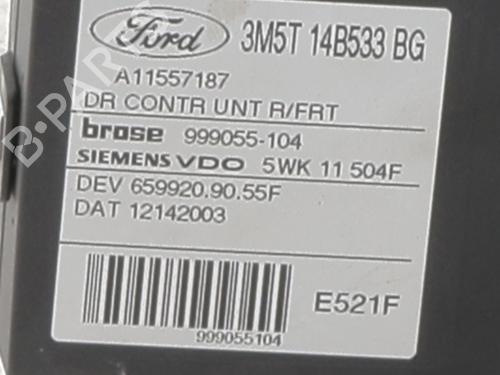 Ford 3M5T 14B533 BG
A11557187
DR CONTR UNT R/FRT
brose 999055-104
SIEMENS VDO 5WK 11 504F
DEV 659920.90.55F
DAT 12142003
E521F
999055104
B-PARTS